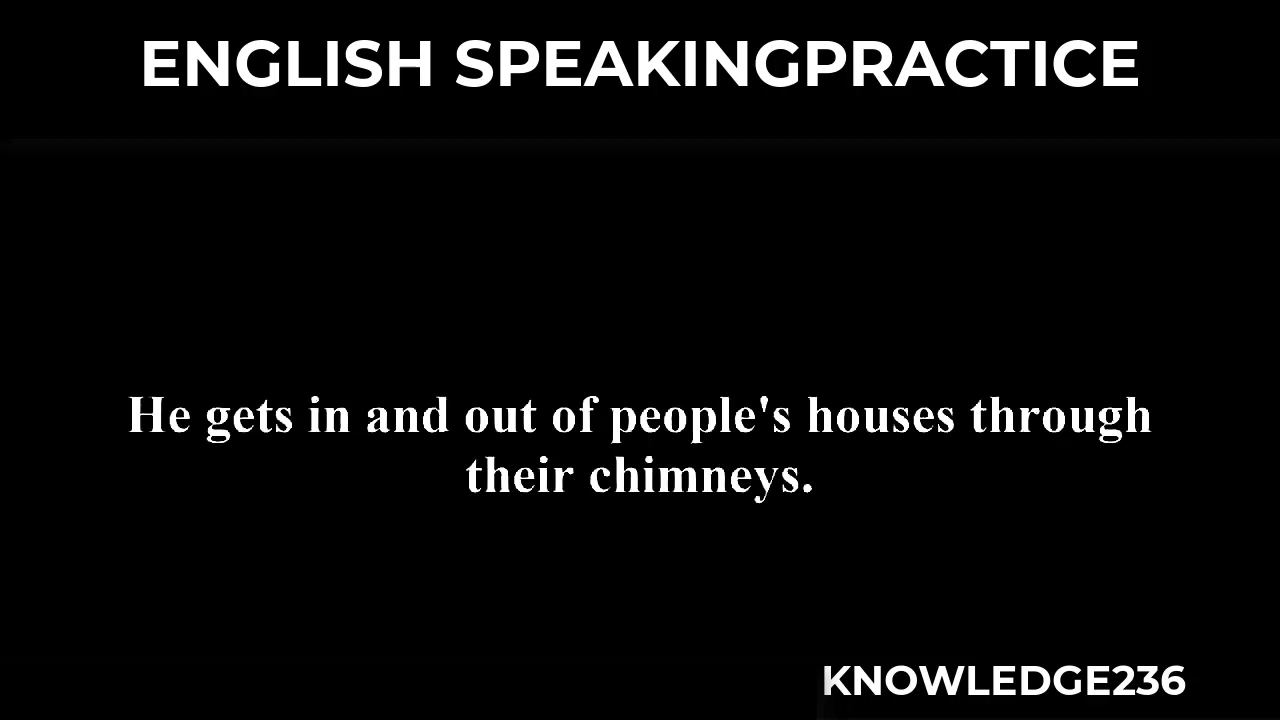 ENGLISH SPEAKINGPRACTICE
He gets in and out of people's houses through
their chimneys.
KNOWLEDGE236